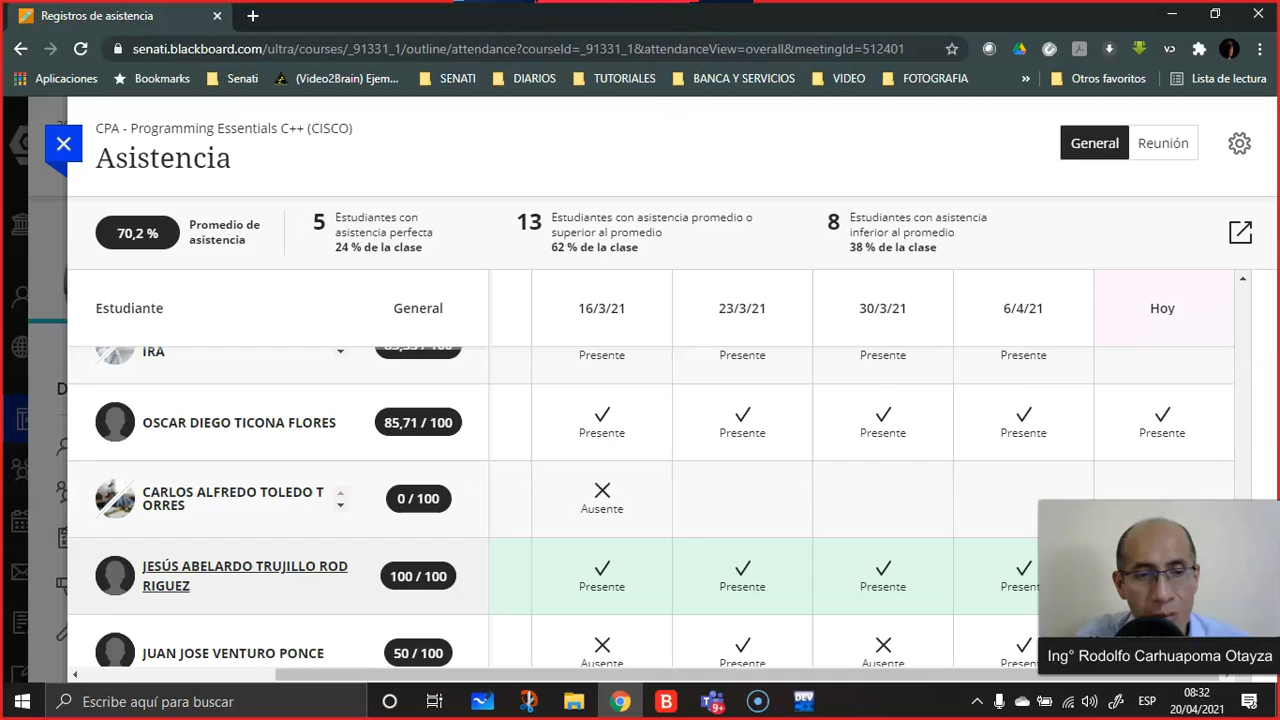 Registros de asistencia
senati.blackboard.com/ultra/courses/_91331_1/outline/attendance?courseId=_91331_1&attendanceView=overall&meetingId=512401
Aplicaciones Bookmarks Senati (Video2Brain) Ejem... SENATI DIARIOS TUTORIALES BANCA Y SERVICIOS VIDEO FOTOGRAFIA » Otros favoritos Lista de lectura
CPA - Programming Essentials C++ (CISCO)
Asistencia
General Reunión
70,2 %
Promedio de
asistencia
5
Estudiantes con
asistencia perfecta
24 % de la clase
13
Estudiantes con asistencia promedio o
superior al promedio
62 % de la clase
8
Estudiantes con asistencia
inferior al promedio
38 % de la clase
Estudiante General 16/3/21 23/3/21 30/3/21 6/4/21 Hoy
IRA Presente Presente Presente Presente
OSCAR DIEGO TICONA FLORES 85,71 / 100 Presente Presente Presente Presente Presente
CARLOS ALFREDO TOLEDO T
ORRES
0 / 100 Ausente
JESÚS ABELARDO TRUJILLO ROD
RIGUEZ
100 / 100 Presente Presente Presente Present
JUAN JOSE VENTURO PONCE 50 / 100 Ausente Presente Ausente Present
Ing° Rodolfo Carhuapoma Otayza
Escribe aquí para buscar
9+
DEV
ESP
08:32
20/04/2021